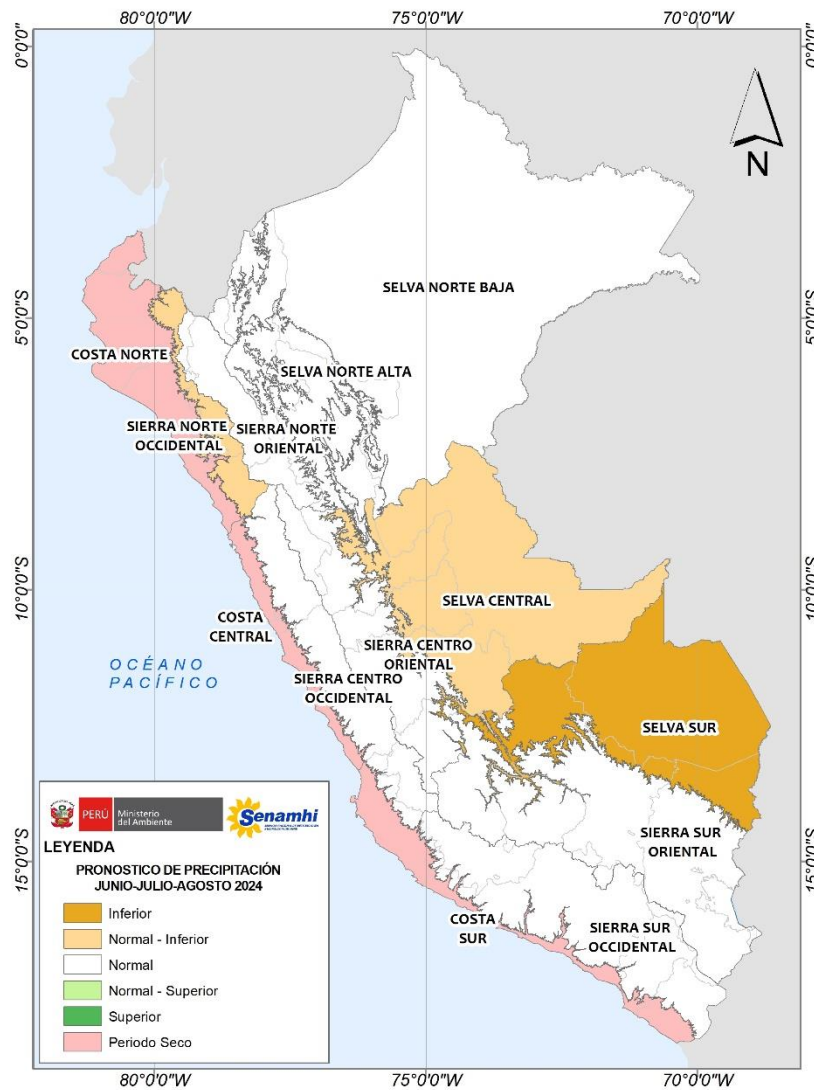 80°0'0"S
75°0'0"S
70°0'0"S
0°0'0"S
0°0'0"S
N
SELVA NORTE BAJA
5°0'0"S
5°0'0"S
COSTA NORTE
SELVA NORTE ALTA
SIERRA NORTE
OCCIDENTAL
SIERRA NORTE
ORIENTAL
10°0'0"S
10°0'0"S
SELVA CENTRAL
COSTA
CENTRAL
SIERRA CENTRO
ORIENTAL
OCÉANO
PACÍFICO
SIERRA CENTRO
OCCIDENTAL
SELVA SUR
PERÚ
Ministerio
del Ambiente
Senamhi
LEYENDA
PRONOSTICO DE PRECIPITACIÓN
JUNIO-JULIO-AGOSTO 2024
Inferior
Normal - Inferior
Normal
Normal - Superior
Superior
Periodo Seco
SIERRA SUR
ORIENTAL
15°0'0"S
15°0'0"S
COSTA
SUR
SIERRA SUR
OCCIDENTAL
80°0'0"W
75°0'0"W
70°0'0"W